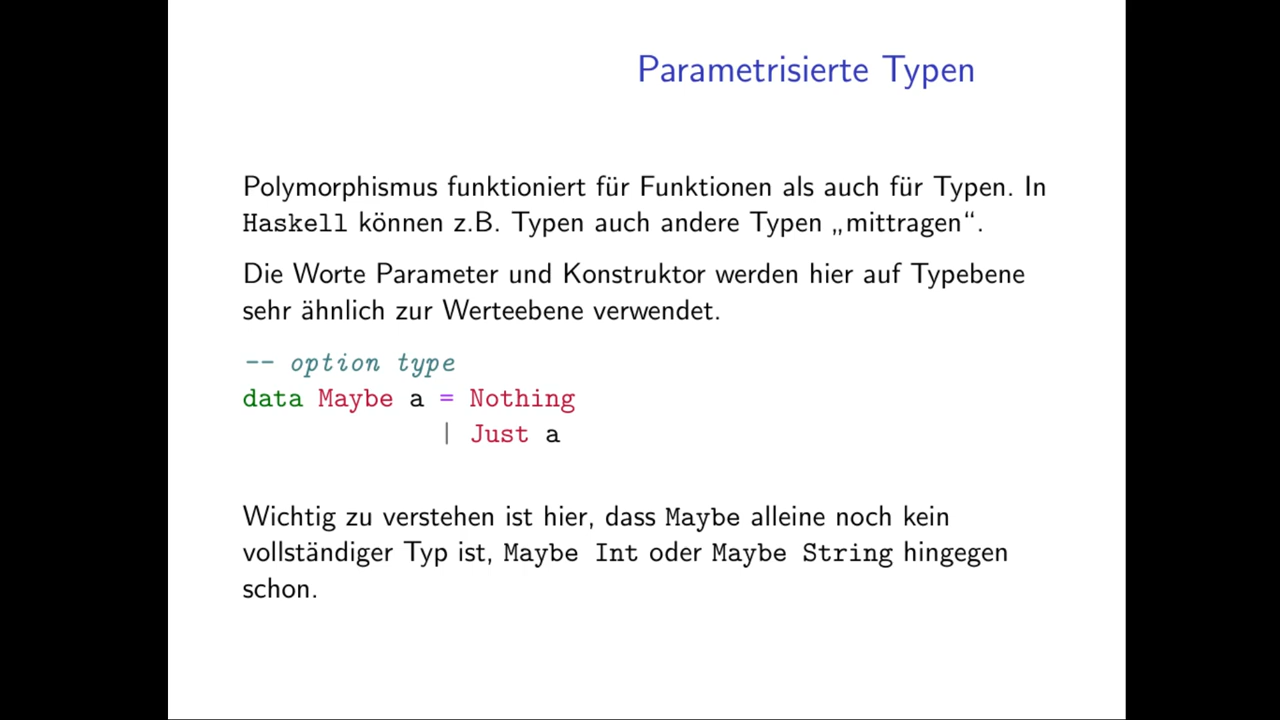 Parametrisierte Typen
Polymorphismus funktioniert für Funktionen als auch für Typen. In
Haskell können z.B. Typen auch andere Typen „mittragen“.
Die Worte Parameter und Konstruktor werden hier auf Typebene
sehr ähnlich zur Werteebene verwendet.
-- option type
data Maybe a = Nothing
| Just a
Wichtig zu verstehen ist hier, dass Maybe alleine noch kein
vollständiger Typ ist, Maybe Int oder Maybe String hingegen
schon.